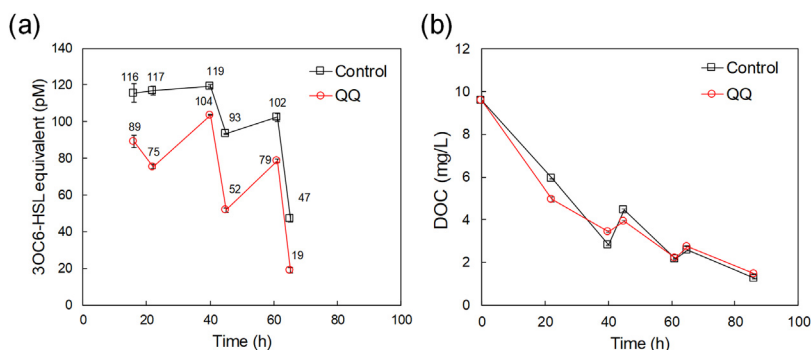 (a)
3OC6-HSL equivalent (pM)
140
120
100
80
60
40
20
0
116
117
119
93
102
47
89
75
104
52
79
19
Control
QQ
0 20 40 60 80 100
Time (h)
(b)
DOC (mg/L)
12
10
8
6
4
2
0
Control
QQ
0 20 40 60 80 100
Time (h)